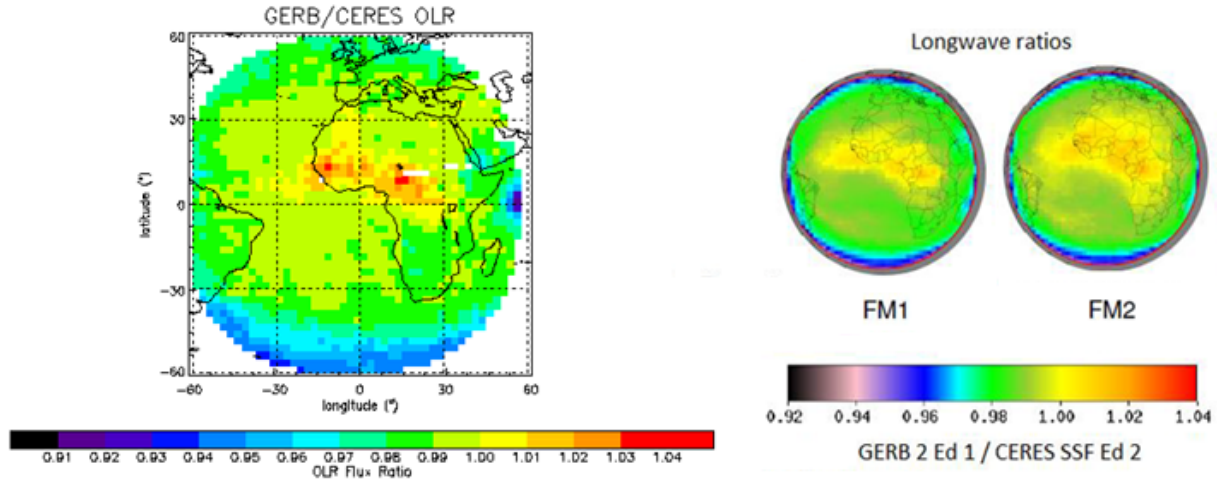 GERB/CERES OLR
60
30
0
−30
−60
latitude (°)
−60 −30 0 30 60
longitude (°)
0.91 0.92 0.93 0.94 0.95 0.96 0.97 0.98 0.99 1.00 1.01 1.02 1.03 1.04
OLR Flux Ratio
Longwave ratios
FM1 FM2
0.92 0.94 0.96 0.98 1.00 1.02 1.04
GERB 2 Ed 1 / CERES SSF Ed 2